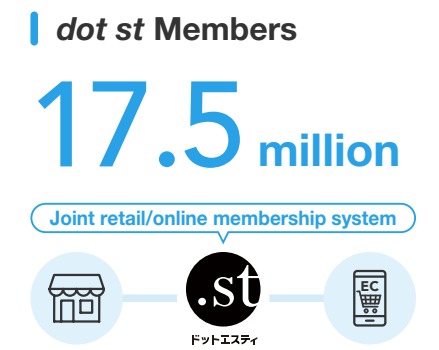 dot st Members
17.5 million
Joint retail/online membership system
.st
EC
ドットエスティ